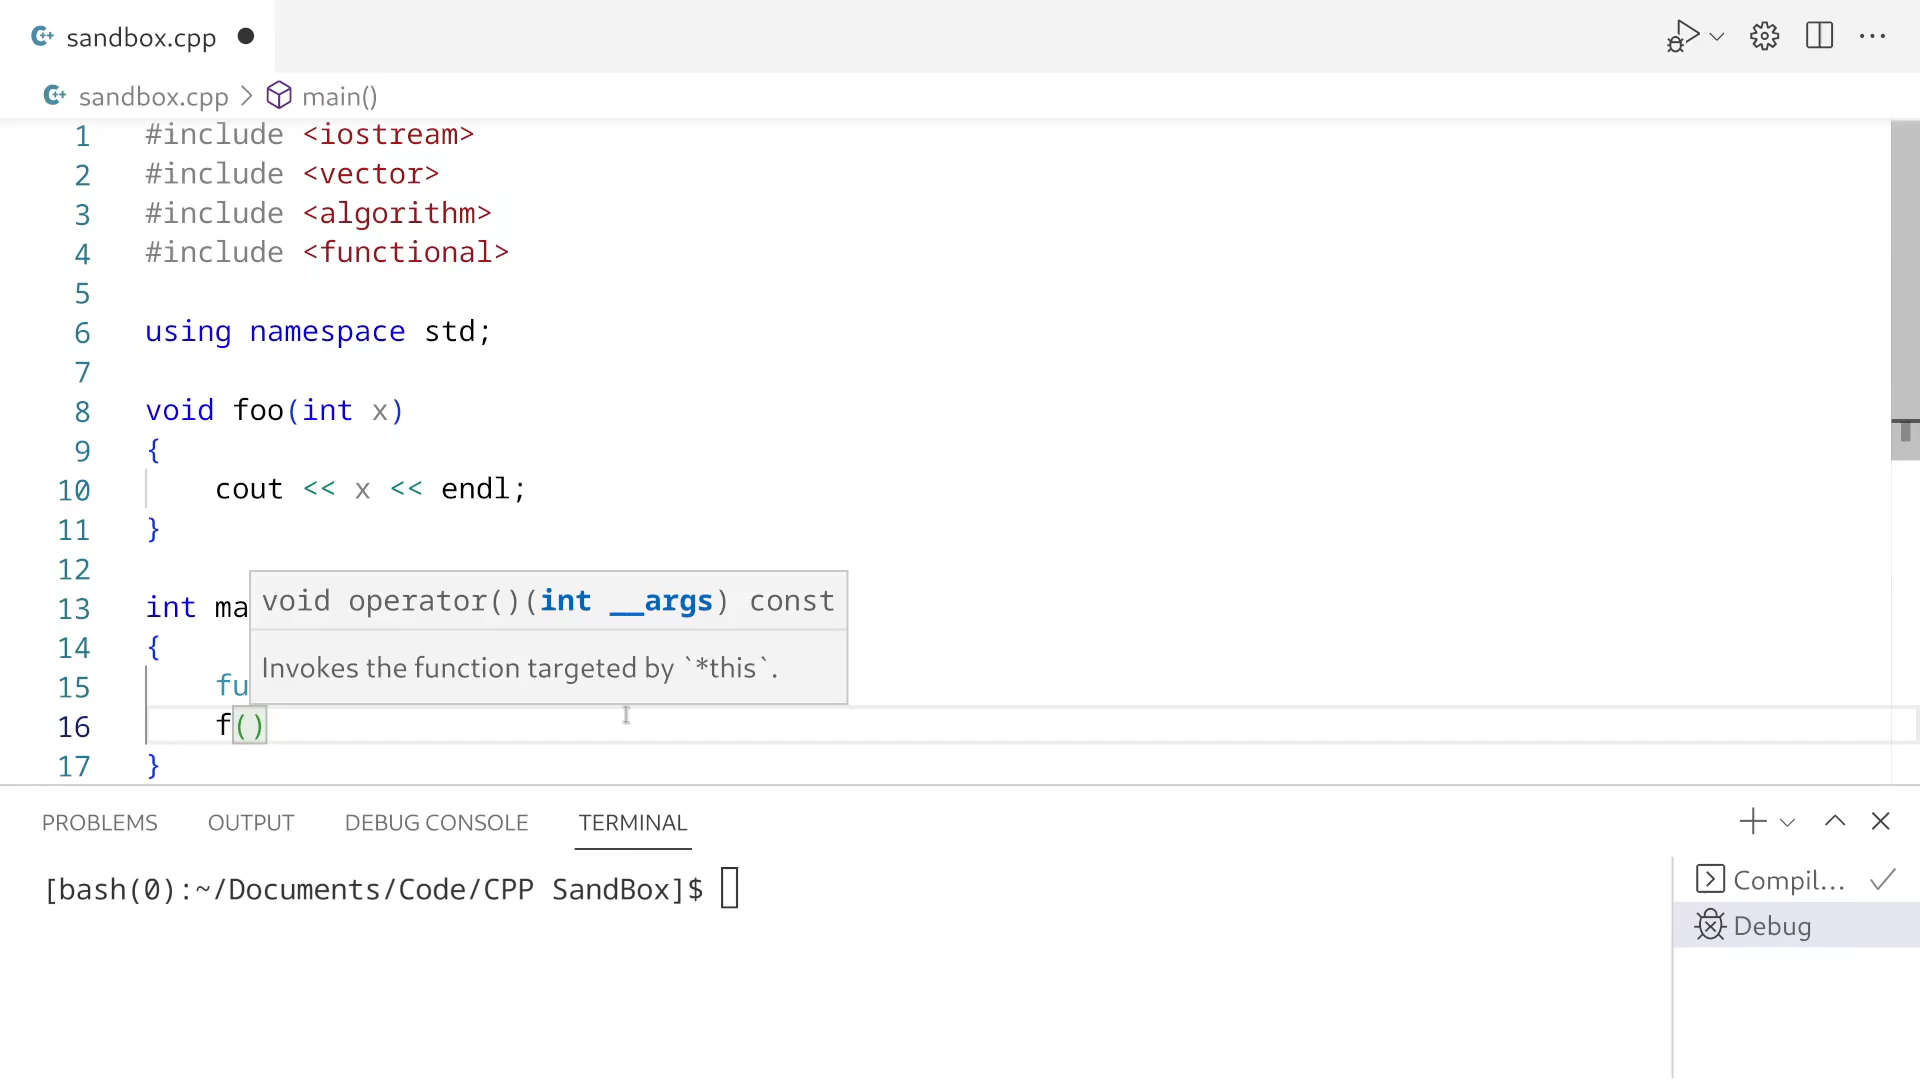 sandbox.cpp
sandbox.cpp > main()
1 #include <iostream>
2 #include <vector>
3 #include <algorithm>
4 #include <functional>
5
6 using namespace std;
7
8 void foo(int x)
9 {
10 cout << x << endl;
11 }
12
void operator()(int __args) const
13 int ma
14 {
Invokes the function targeted by `*this`.
15 fu
16 f()
17 }
PROBLEMS OUTPUT DEBUG CONSOLE TERMINAL
[bash(0):~/Documents/Code/CPP SandBox]$
Compil...
Debug